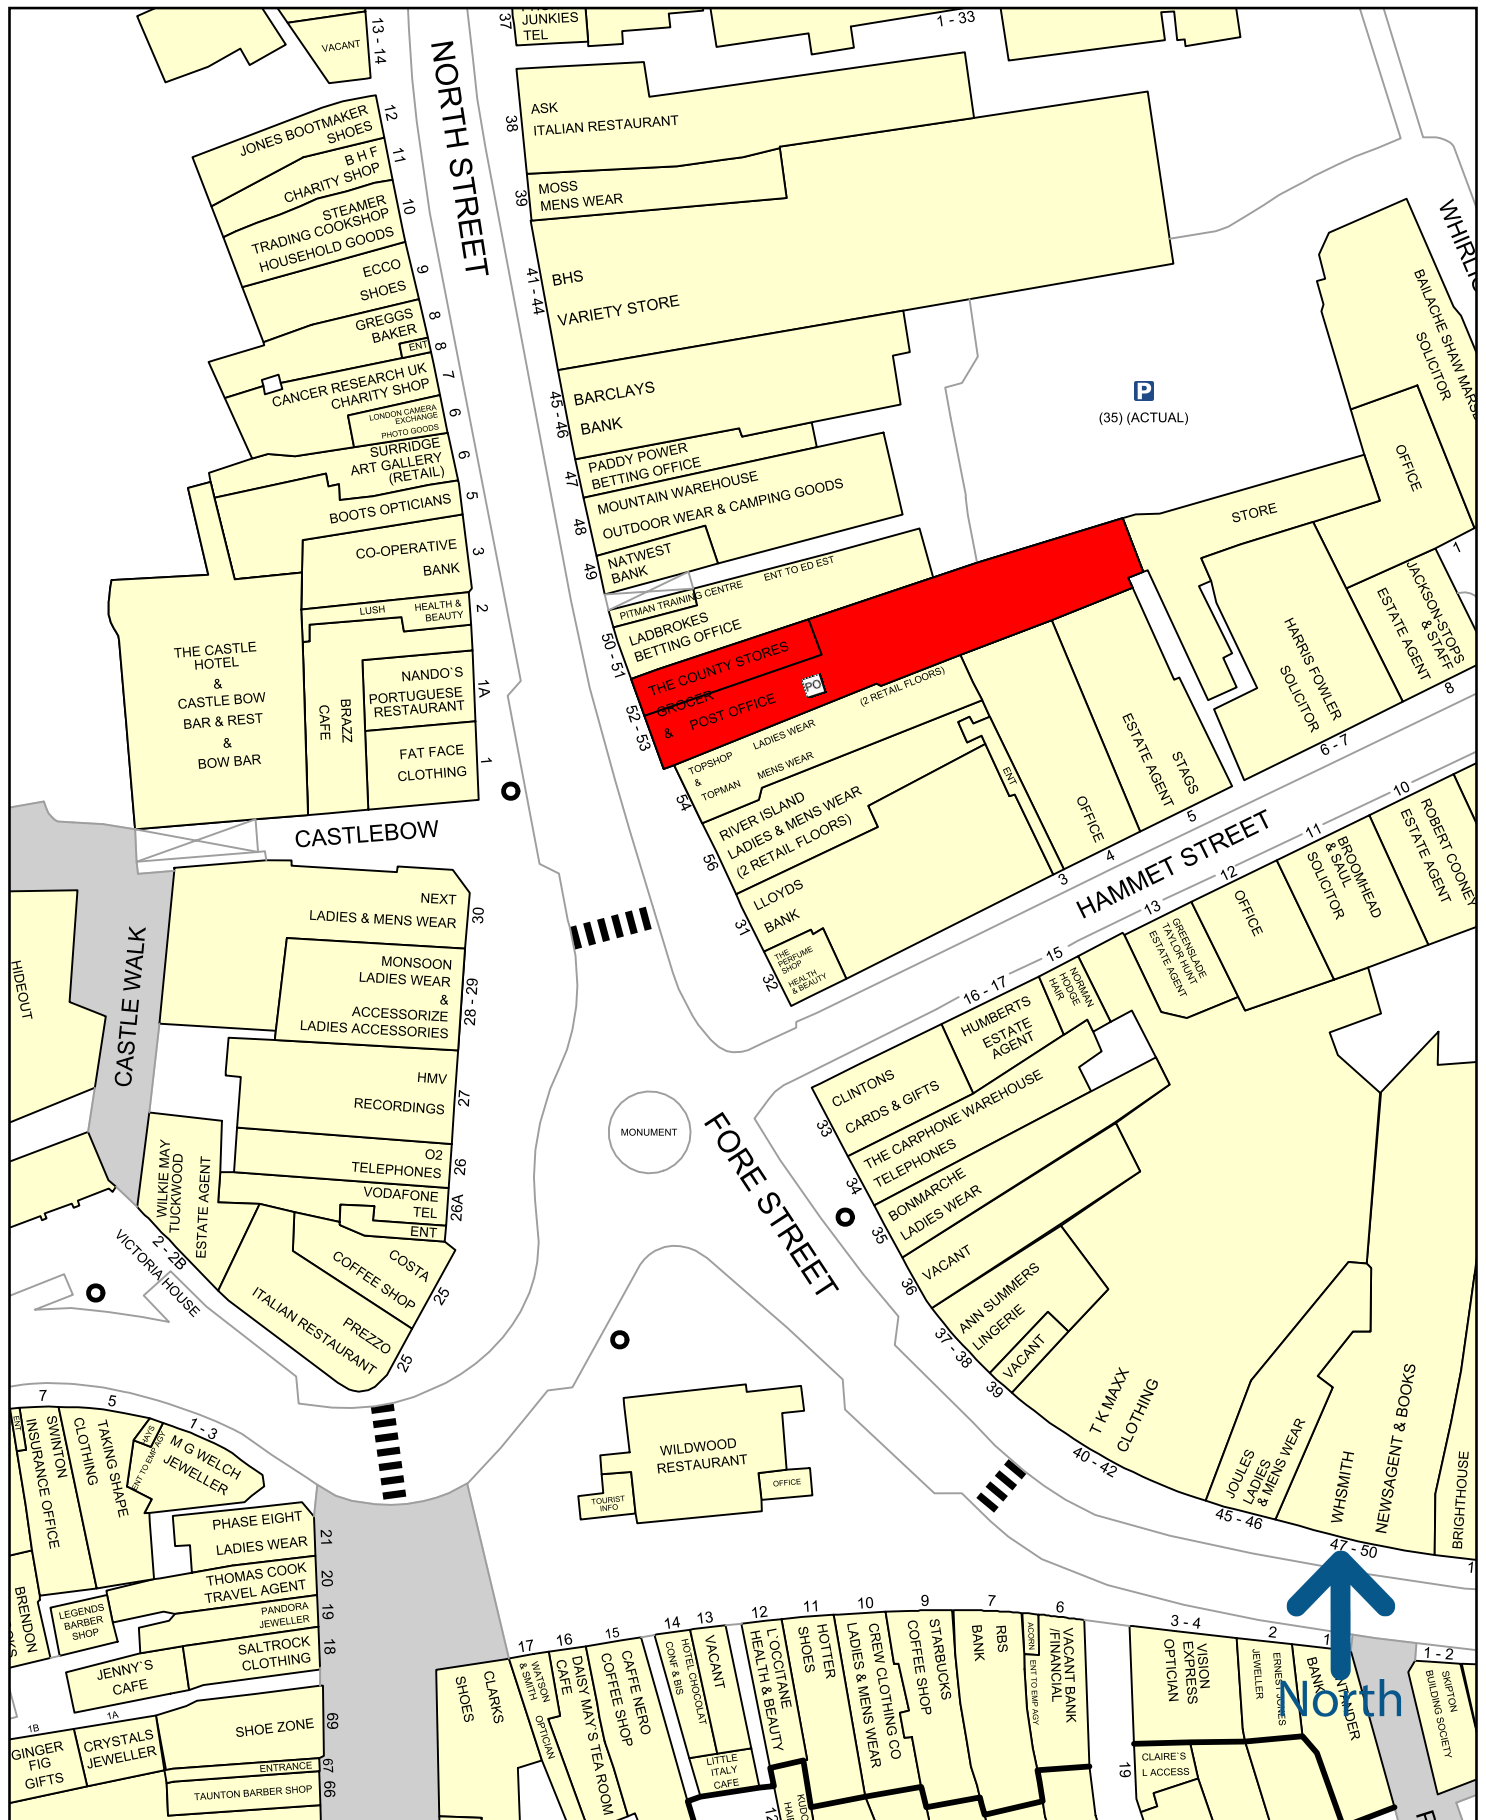 37
JUNKIES
TEL
1 - 33
VACANT
13 - 14
NORTH STREET
12
JONES BOOTMAKER
SHOES
11
B H F
CHARITY SHOP
10
STEAMER
TRADING COOKSHOP
HOUSEHOLD GOODS
9
ECCO
SHOES
8
GREGGS
BAKER
ENT
8
7
CANCER RESEARCH UK
CHARITY SHOP
6
LONDON CAMERA
EXCHANGE
PHOTO GOODS
6
SURRIDGE
ART GALLERY
(RETAIL)
5
BOOTS OPTICIANS
3
CO-OPERATIVE
BANK
2
LUSH
HEALTH &
BEAUTY
THE CASTLE
HOTEL
&
CASTLE BOW
BAR & REST
&
BOW BAR
BRAZZ
CAFE
1A
NANDO`S
PORTUGUESE
RESTAURANT
1
FAT FACE
CLOTHING
38
ASK
ITALIAN RESTAURANT
39
MOSS
MENS WEAR
41 - 44
BHS
VARIETY STORE
45 - 46
BARCLAYS
BANK
47
PADDY POWER
BETTING OFFICE
48
MOUNTAIN WAREHOUSE
OUTDOOR WEAR & CAMPING GOODS
49
NATWEST
BANK
PITMAN TRAINING CENTRE
ENT TO ED EST
50 - 51
LADBROKES
BETTING OFFICE
52 - 53
THE COUNTY STORES
GROCER
&
POST OFFICE
PO
54
TOPSHOP
&
TOPMAN
LADIES WEAR
MENS WEAR
(2 RETAIL FLOORS)
56
RIVER ISLAND
LADIES & MENS WEAR
(2 RETAIL FLOORS)
31
LLOYDS
BANK
32
THE
PERFUME
SHOP
HEALTH
& BEAUTY
ENT
3
OFFICE
4
STAGS
ESTATE AGENT
5
STORE
P
(35) (ACTUAL)
BAILACHE SHAW MARSE
SOLICITOR
OFFICE
1
JACKSON-STOPS
& STAFF
ESTATE AGENT
8
HARRIS FOWLER
SOLICITOR
6 - 7
HAMMET STREET
10
ROBERT COONEY
ESTATE AGENT
11
BROOMHEAD
& SAUL
SOLICITOR
12
OFFICE
13
GREENSLADE
TAYLOR HUNT
ESTATE AGENT
15
NORMAN
HODGE
HAIR
16 - 17
HUMBERTS
ESTATE
AGENT
CASTLEBOW
CASTLE WALK
HIDEOUT
30
NEXT
LADIES & MENS WEAR
28 - 29
MONSOON
LADIES WEAR
&
ACCESSORIZE
LADIES ACCESSORIES
27
HMV
RECORDINGS
26
O2
TELEPHONES
26A
VODAFONE
TEL
ENT
WILKIE MAY
TUCKWOOD
ESTATE AGENT
2 - 2B
VICTORIA HOUSE
25
COSTA
COFFEE SHOP
25
PREZZO
ITALIAN RESTAURANT
MONUMENT
FORE STREET
33
CLINTONS
CARDS & GIFTS
34
THE CARPHONE WAREHOUSE
TELEPHONES
35
BONMARCHE
LADIES WEAR
36
VACANT
37 - 38
ANN SUMMERS
LINGERIE
39
VACANT
40 - 42
T K MAXX
CLOTHING
45 - 46
JOULES
LADIES
& MENS WEAR
47 - 50
WHSMITH
NEWSAGENT & BOOKS
BRIGHTHOUSE
1
WILDWOOD
RESTAURANT
TOURIST
INFO
OFFICE
7
ENT
SWINTON
INSURANCE OFFICE
5
TAKING SHAPE
CLOTHING
1 - 3
HAYS
ENT TO EMP AGY
M G WELCH
JEWELLER
21
PHASE EIGHT
LADIES WEAR
20
THOMAS COOK
TRAVEL AGENT
19
PANDORA
JEWELLER
18
SALTROCK
CLOTHING
BRENDON
LEGENDS
BARBER
SHOP
JENNY`S
CAFE
1B
GINGER
FIG
GIFTS
1A
CRYSTALS
JEWELLER
69
SHOE ZONE
67
ENTRANCE
66
TAUNTON BARBER SHOP
CLARKS
SHOES
17
WATSON
& SMITH
OPTICIAN
16
DAISY MAY`S TEA ROOM
CAFE
15
CAFFE NERO
COFFEE SHOP
14
HOTEL CHOCOLAT
CONF & BIS
13
VACANT
LITTLE
ITALY
CAFE
12
L`OCCITANE
HEALTH & BEAUTY
11
HOTTER
SHOES
10
CREW CLOTHING CO
LADIES & MENS WEAR
9
STARBUCKS
COFFEE SHOP
7
RBS
BANK
6
ACORN
ENT TO EMP AGY
VACANT BANK
/FINANCIAL
3 - 4
VISION
EXPRESS
OPTICIAN
2
ERNEST JONES
JEWELLER
BANK
North
1 - 2
SKIPTON
BUILDING SOCIETY
19
CLAIRE`S
L ACCESS